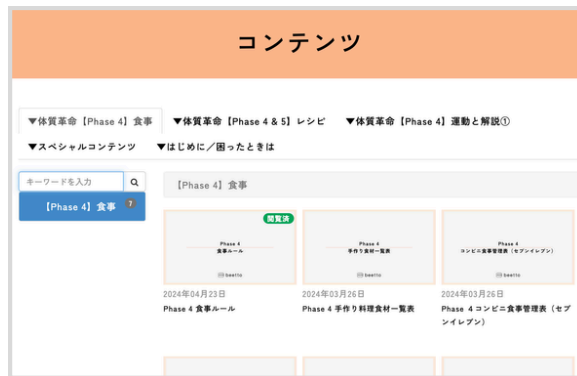 コンテンツ
▼体質革命【Phase 4】食事 ▼体質革命【Phase 4 & 5】レシピ ▼体質革命【Phase 4】運動と解説①
▼スペシャルコンテンツ ▼はじめに／困ったときは
キーワードを入力
【Phase 4】食事 7
【Phase 4】食事
閲覧済
Phase 4
食事ルール
beelto
2024年04月23日
Phase 4 食事ルール
Phase 4
手作り食材一覧表
beelto
2024年03月26日
Phase 4 手作り料理食材一覧表
Phase 4
コンビニ食事管理表（セブンイレブン）
beelto
2024年03月26日
Phase ４コンビニ食事管理表（セブ
ンイレブン）